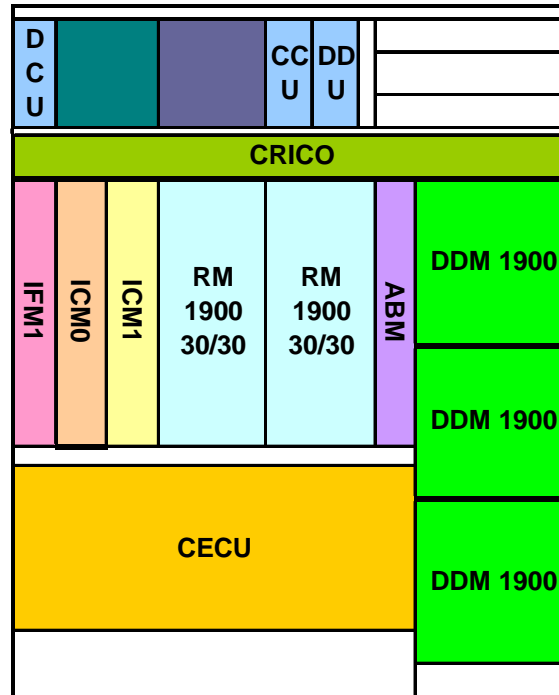 D
C
U
CC
U
DD
U
CRICO
IFM1
ICM0
ICM1
RM
1900
30/30
RM
1900
30/30
ABM
DDM 1900
DDM 1900
CECU
DDM 1900